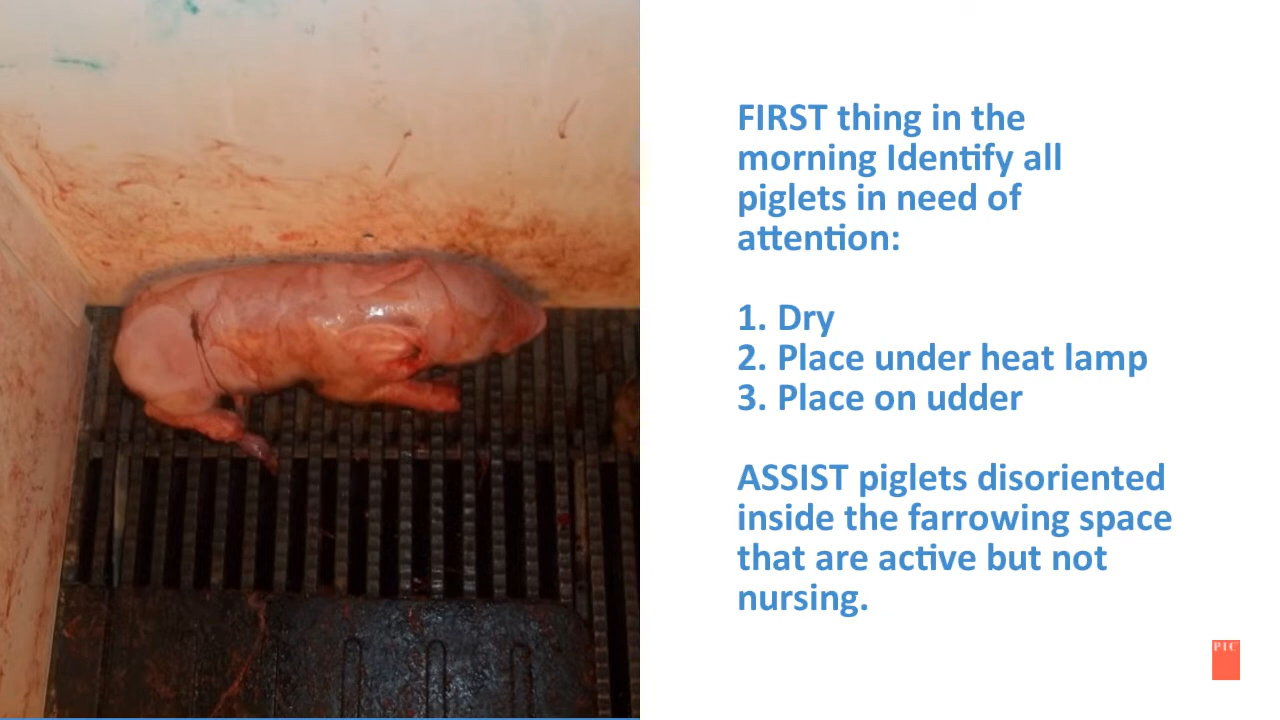 FIRST thing in the
morning Identify all
piglets in need of
attention:
1. Dry
2. Place under heat lamp
3. Place on udder
ASSIST piglets disoriented
inside the farrowing space
that are active but not
nursing.
PIC